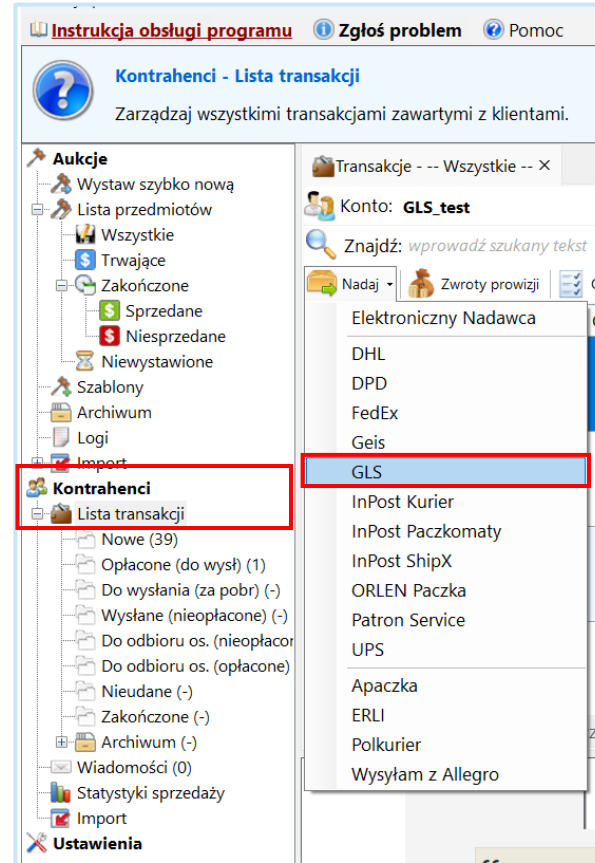 Instrukcja obsługi programu Zgłoś problem Pomoc
Kontrahenci - Lista transakcji
Zarządzaj wszystkimi transakcjami zawartymi z klientami.
Aukcje
Wystaw szybko nową
Lista przedmiotów
Wszystkie
Trwające
Zakończone
Sprzedane
Niesprzedane
Niewystawione
Szablony
Archiwum
Logi
Import
Kontrahenci
Lista transakcji
Nowe (39)
Opłacone (do wysł) (1)
Do wysłania (za pobr) (-)
Wysłane (nieopłacone) (-)
Do odbioru os. (nieopłacor
Do odbioru os. (opłacone)
Nieudane (-)
Zakończone (-)
Archiwum (-)
Wiadomości (0)
Statystyki sprzedaży
Import
Ustawienia
Transakcje - -- Wszystkie -- ×
Konto: GLS_test
Znajdź: wprowadź szukany tekst
Nadaj Zwroty prowizji
Elektroniczny Nadawca
DHL
DPD
FedEx
Geis
GLS
InPost Kurier
InPost Paczkomaty
InPost ShipX
ORLEN Paczka
Patron Service
UPS
Apaczka
ERLI
Polkurier
Wysyłam z Allegro